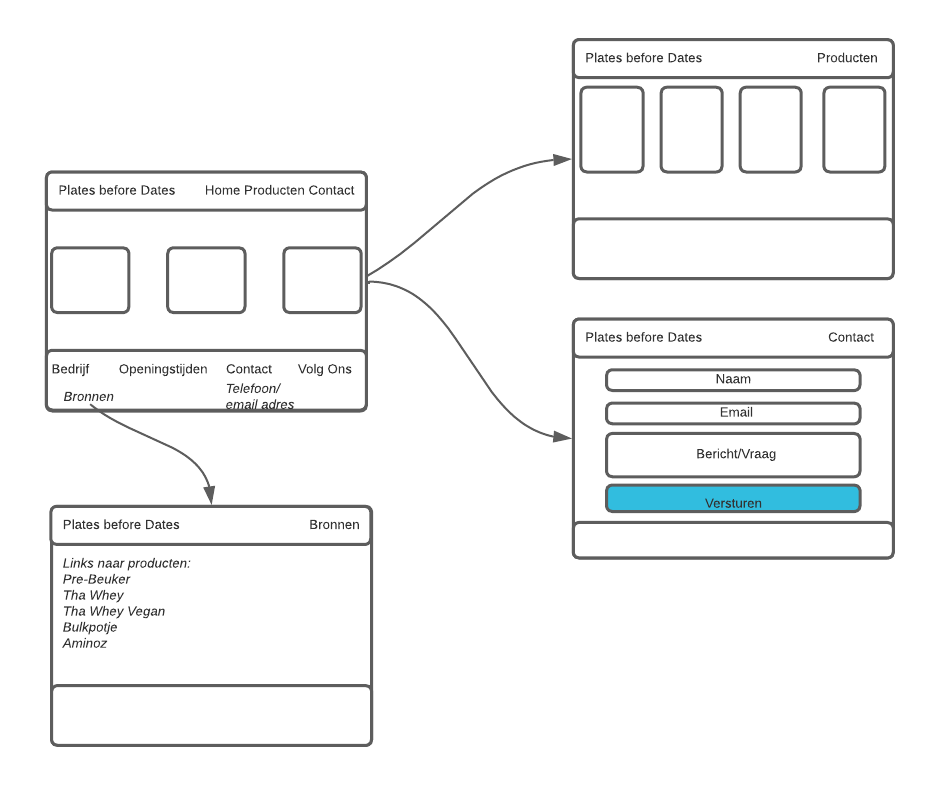 Plates before Dates Producten
Plates before Dates Home Producten Contact
Bedrijf Openingstijden Contact Volg Ons
Bronnen
Telefoon/
email adres
Plates before Dates Contact
Naam
Email
Bericht/Vraag
Versturen
Plates before Dates Bronnen
Links naar producten:
Pre-Beuker
Tha Whey
Tha Whey Vegan
Bulkpotje
Aminoz